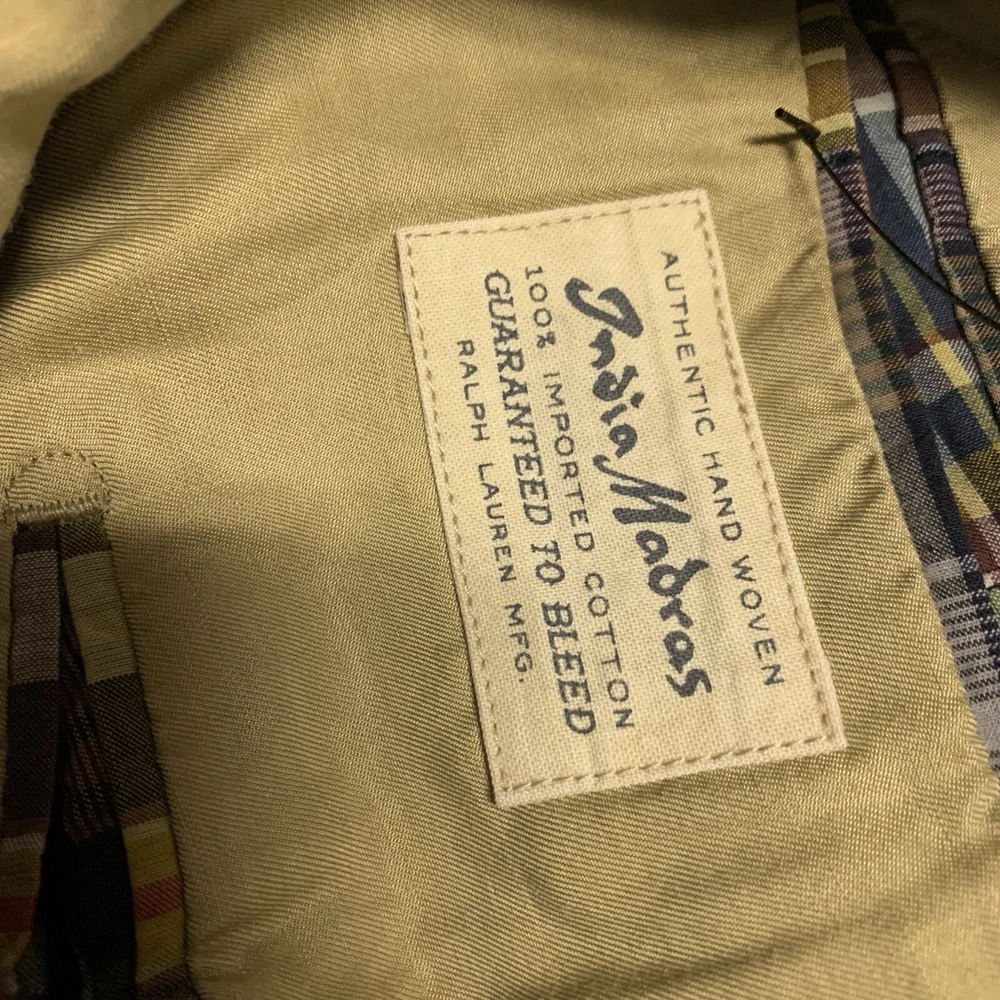 AUTHENTIC HAND WOVEN
India Madras
100% IMPORTED COTTON
GUARANTEED TO BLEED
RALPH LAUREN MFG.